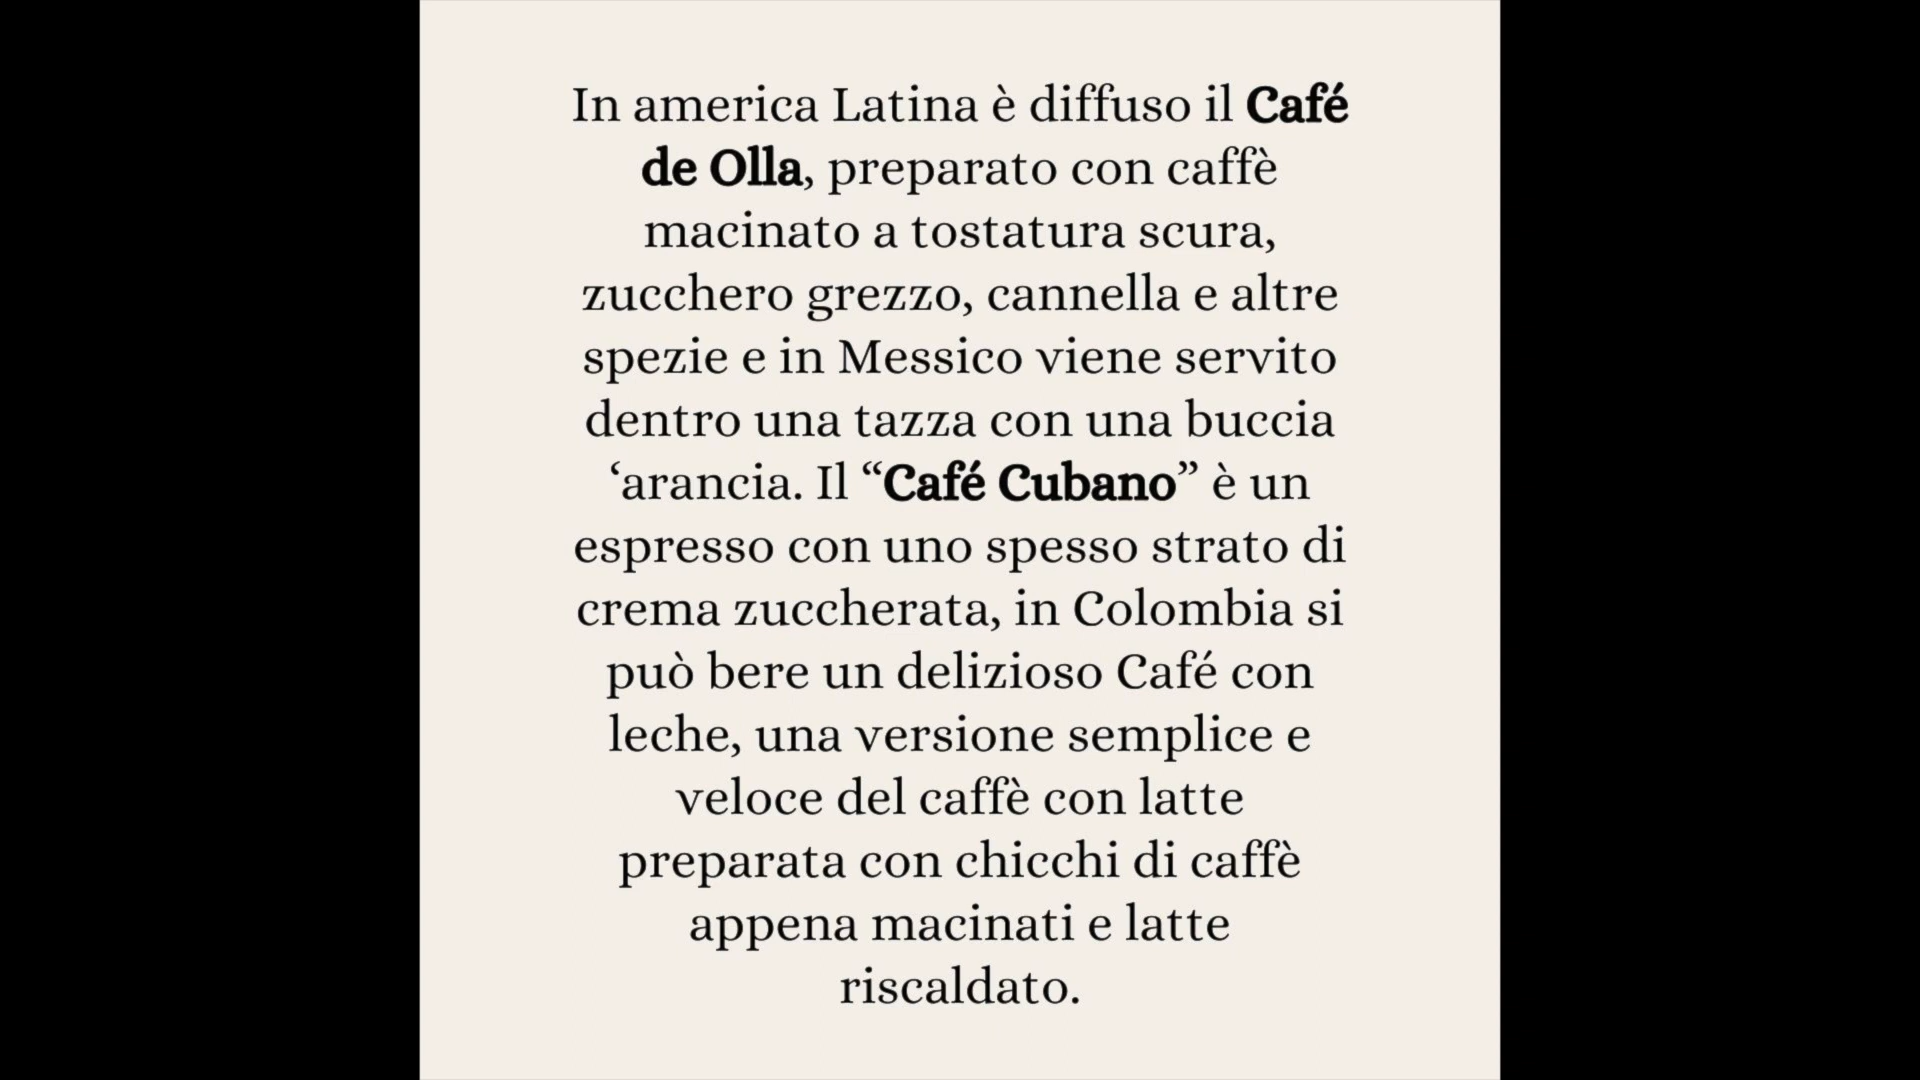 In america Latina è diffuso il Café
de Olla, preparato con caffè
macinato a tostatura scura,
zucchero grezzo, cannella e altre
spezie e in Messico viene servito
dentro una tazza con una buccia
‘arancia. Il “Café Cubano” è un
espresso con uno spesso strato di
crema zuccherata, in Colombia si
può bere un delizioso Café con
leche, una versione semplice e
veloce del caffè con latte
preparata con chicchi di caffè
appena macinati e latte
riscaldato.